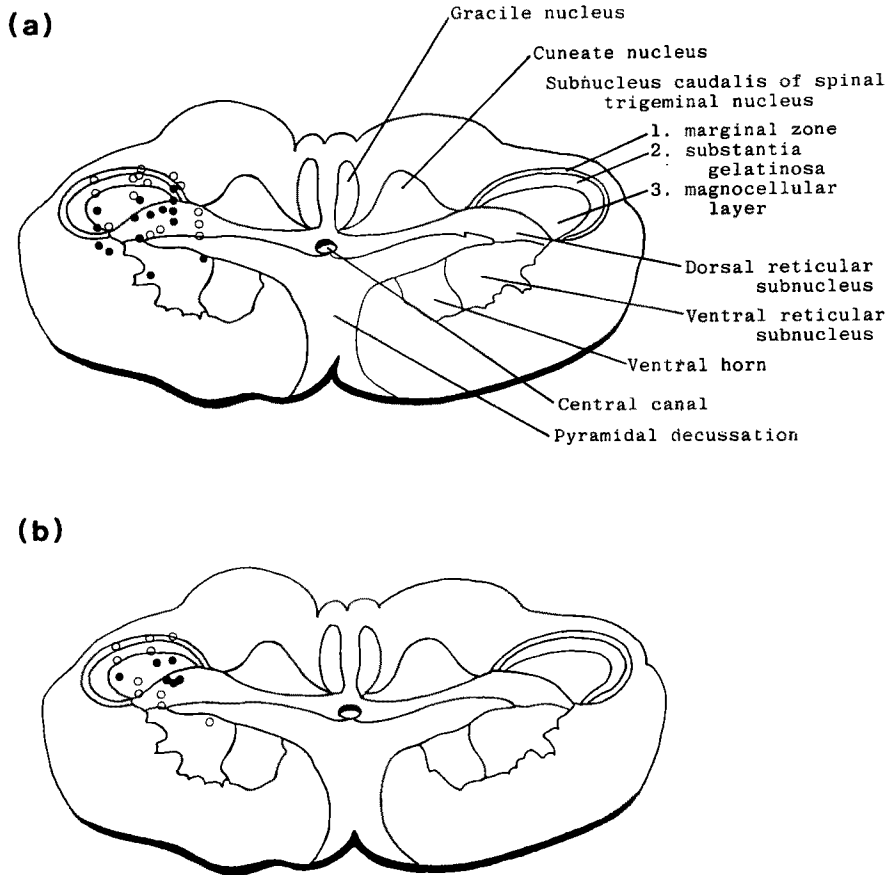 (a)
Gracile nucleus
Cuneate nucleus
Subnucleus caudalis of spinal
trigeminal nucleus
1. marginal zone
2. substantia
gelatinosa
3. magnocellular
layer
Dorsal reticular
subnucleus
Ventral reticular
subnucleus
Ventral horn
Central canal
Pyramidal decussation
(b)